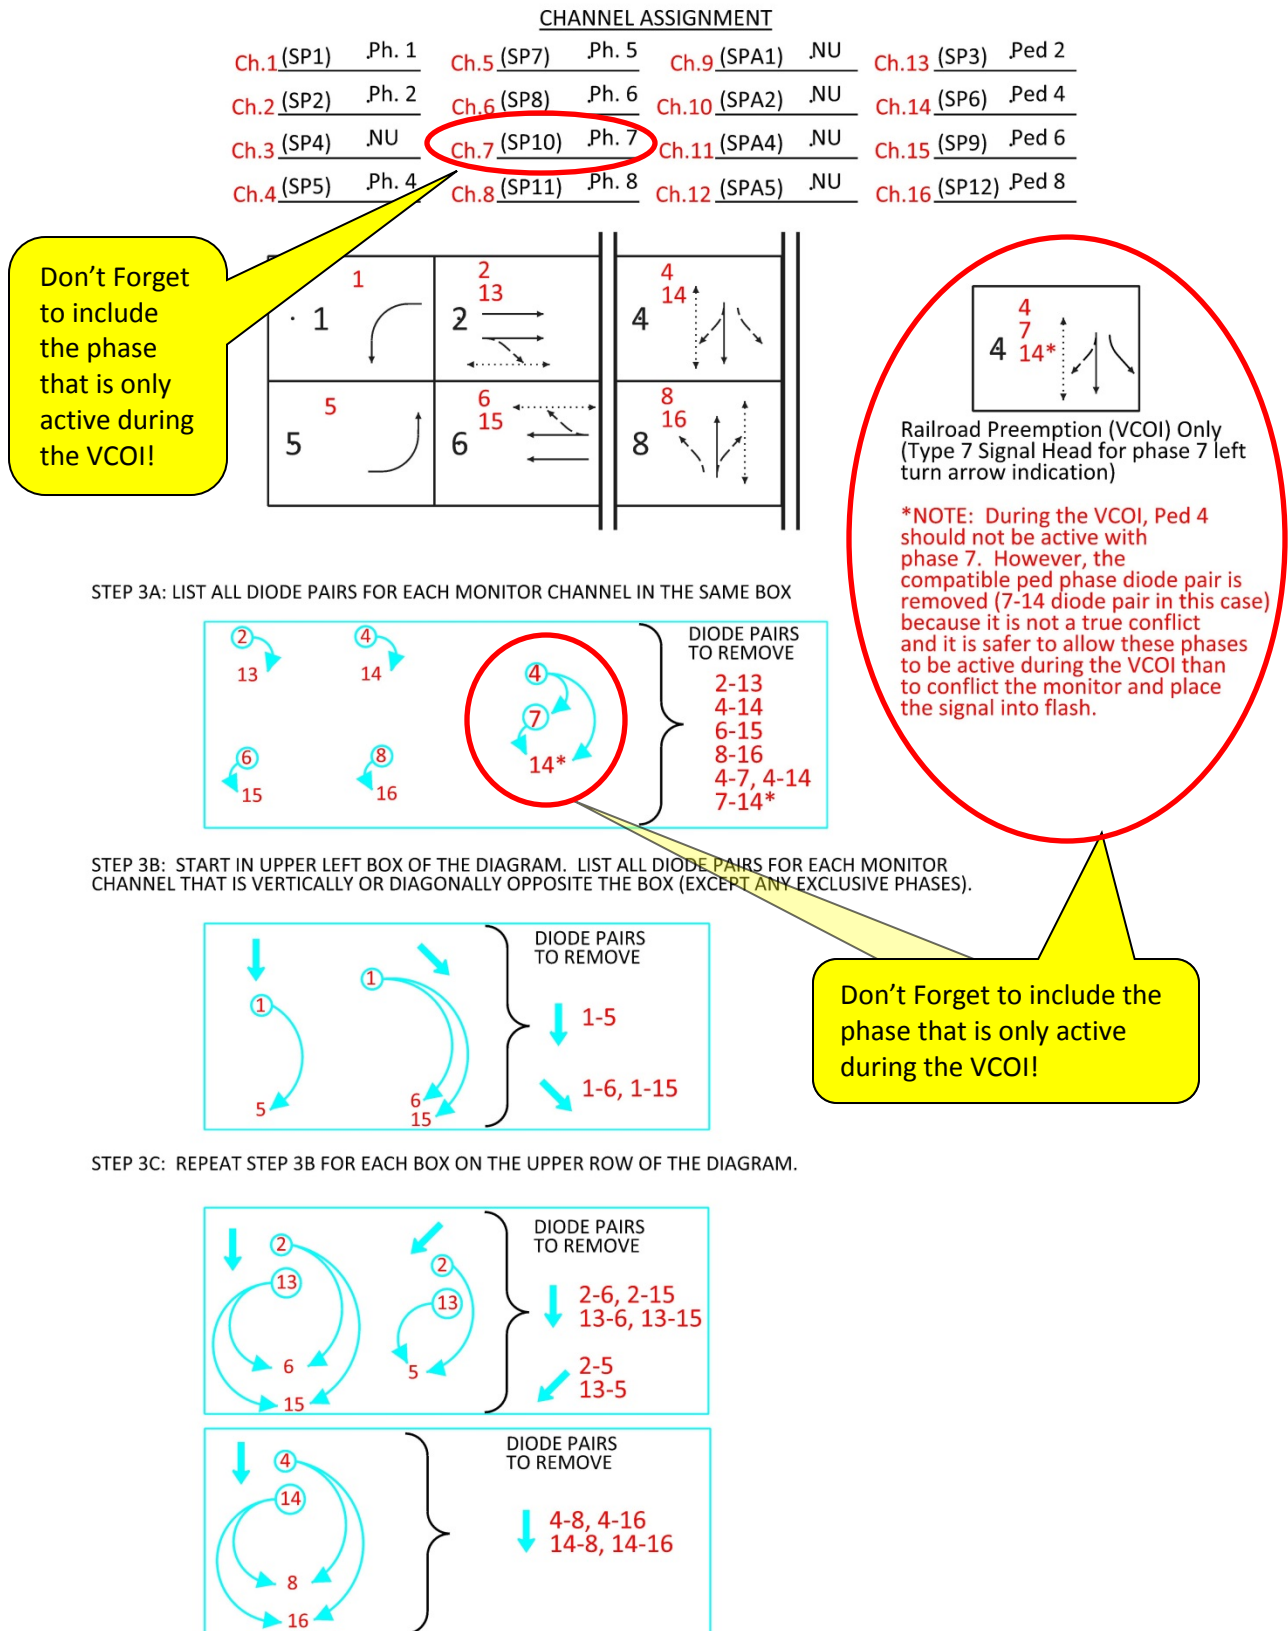 CHANNEL ASSIGNMENT
Ch.1 (SP1) .Ph. 1 Ch.5 (SP7) .Ph. 5 Ch.9 (SPA1) .NU Ch.13 (SP3) .Ped 2
Ch.2 (SP2) .Ph. 2 Ch.6 (SP8) .Ph. 6 Ch.10 (SPA2) .NU Ch.14 (SP6) .Ped 4
Ch.3 (SP4) .NU Ch.7 (SP10) .Ph. 7 Ch.11 (SPA4) .NU Ch.15 (SP9) .Ped 6
Ch.4 (SP5) .Ph. 4 Ch.8 (SP11) .Ph. 8 Ch.12 (SPA5) .NU Ch.16 (SP12) .Ped 8
Don't Forget
to include
the phase
that is only
active during
the VCOI!
1
1
2
13
2
4
14
4
5
5
6
15
6
8
16
8
4
7
14*
4
Railroad Preemption (VCOI) Only
(Type 7 Signal Head for phase 7 left
turn arrow indication)
*NOTE: During the VCOI, Ped 4
should not be active with
phase 7. However, the
compatible ped phase diode pair is
removed (7-14 diode pair in this case)
because it is not a true conflict
and it is safer to allow these phases
to be active during the VCOI than
to conflict the monitor and place
the signal into flash.
STEP 3A: LIST ALL DIODE PAIRS FOR EACH MONITOR CHANNEL IN THE SAME BOX
2
13
4
14
4
7
14*
6
15
8
16
DIODE PAIRS
TO REMOVE
2-13
4-14
6-15
8-16
4-7, 4-14
7-14*
STEP 3B: START IN UPPER LEFT BOX OF THE DIAGRAM. LIST ALL DIODE PAIRS FOR EACH MONITOR
CHANNEL THAT IS VERTICALLY OR DIAGONALLY OPPOSITE THE BOX (EXCEPT ANY EXCLUSIVE PHASES).
1
5
1
6
15
DIODE PAIRS
TO REMOVE
1-5
1-6, 1-15
Don't Forget to include the
phase that is only active
during the VCOI!
STEP 3C: REPEAT STEP 3B FOR EACH BOX ON THE UPPER ROW OF THE DIAGRAM.
2
13
6
15
2
13
5
DIODE PAIRS
TO REMOVE
2-6, 2-15
13-6, 13-15
2-5
13-5
4
14
8
16
DIODE PAIRS
TO REMOVE
4-8, 4-16
14-8, 14-16